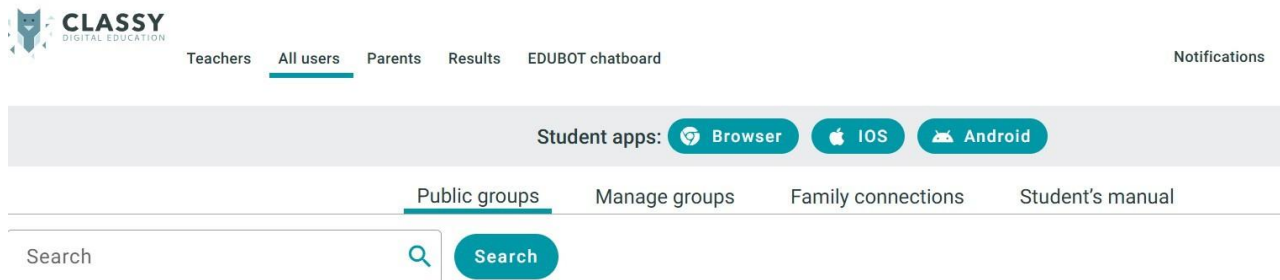 CLASSY
DIGITAL EDUCATION
Teachers All users Parents Results EDUBOT chatboard Notifications
Student apps: Browser IOS Android
Public groups Manage groups Family connections Student's manual
Search Search